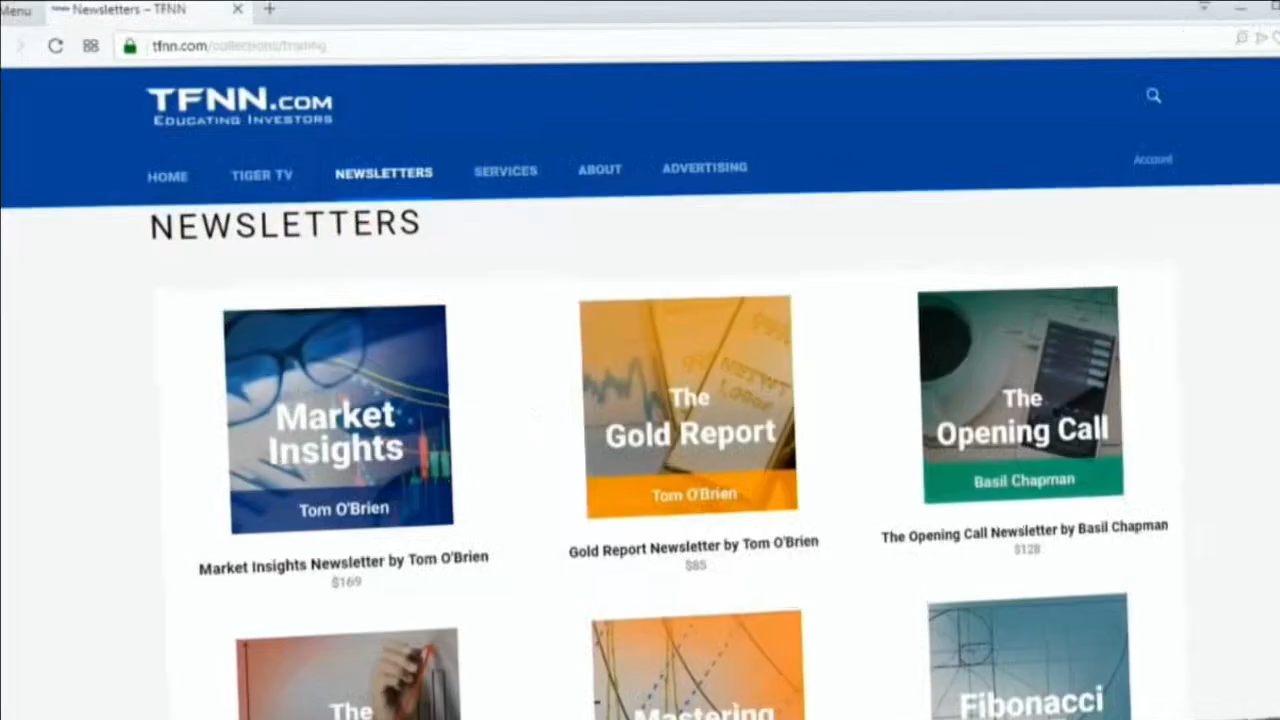 Menu
Newsletters – TFNN
tfnn.com/collections/
TFNN.COM
EDUCATING INVESTORS
HOME
TIGER TV
NEWSLETTERS
SERVICES
ABOUT
ADVERTISING
Account
NEWSLETTERS
Market
Insights
Tom O'Brien
Market Insights Newsletter by Tom O'Brien
$169
The
Gold Report
Tom O'Brien
Gold Report Newsletter by Tom O'Brien
$85
The
Opening Call
Basil Chapman
The Opening Call Newsletter by Basil Chapman
$128
The
Mastering
Fibonacci